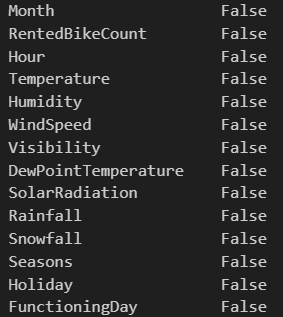 Month False
RentedBikeCount False
Hour False
Temperature False
Humidity False
WindSpeed False
Visibility False
DewPointTemperature False
SolarRadiation False
Rainfall False
Snowfall False
Seasons False
Holiday False
FunctioningDay False